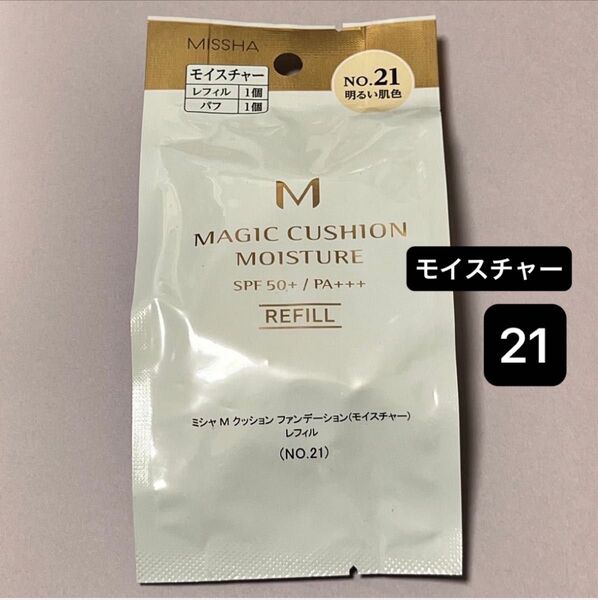 MISSHA
モイスチャー
レフィル 1個
パフ 1個
NO.21
明るい肌色
M
MAGIC CUSHION
MOISTURE
SPF 50+ / PA+++
REFILL
モイスチャー
21
ミシャ M クッション ファンデーション(モイスチャー)
レフィル
(NO.21)